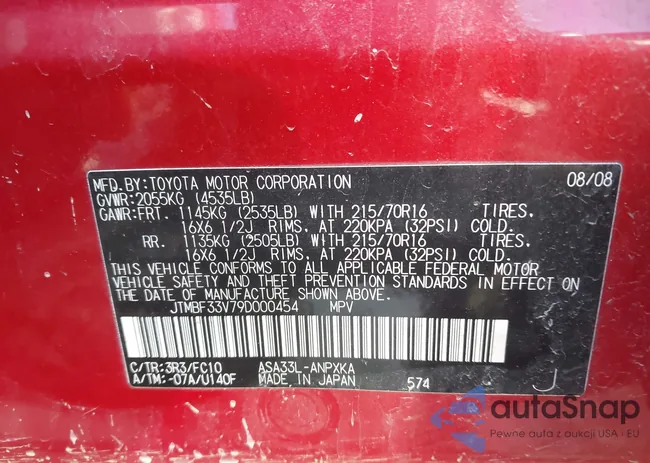 MFD.BY:TOYOTA MOTOR CORPORATION 08/08
GVWR:2055KG (4535LB)
GAWR:FRT. 1145KG (2535LB) WITH 215/70R16 TIRES.
16X6 1/2J RIMS. AT 220KPA (32PSI) COLD.
RR. 1135KG (2505LB) WITH 215/70R16 TIRES.
16X6 1/2J RIMS. AT 220KPA (32PSI) COLD.
THIS VEHICLE CONFORMS TO ALL APPLICABLE FEDERAL MOTOR
VEHICLE SAFETY AND THEFT PREVENTION STANDARDS IN EFFECT ON
THE DATE OF MANUFACTURE SHOWN ABOVE.
JTMBF33V79D000454 MPV
C/TR:3R3/FC10 ASA33L-ANPXKA
A/TM:-07A/U140F MADE IN JAPAN 574 J
autaSnap
Pewne auta z aukcji USA i EU